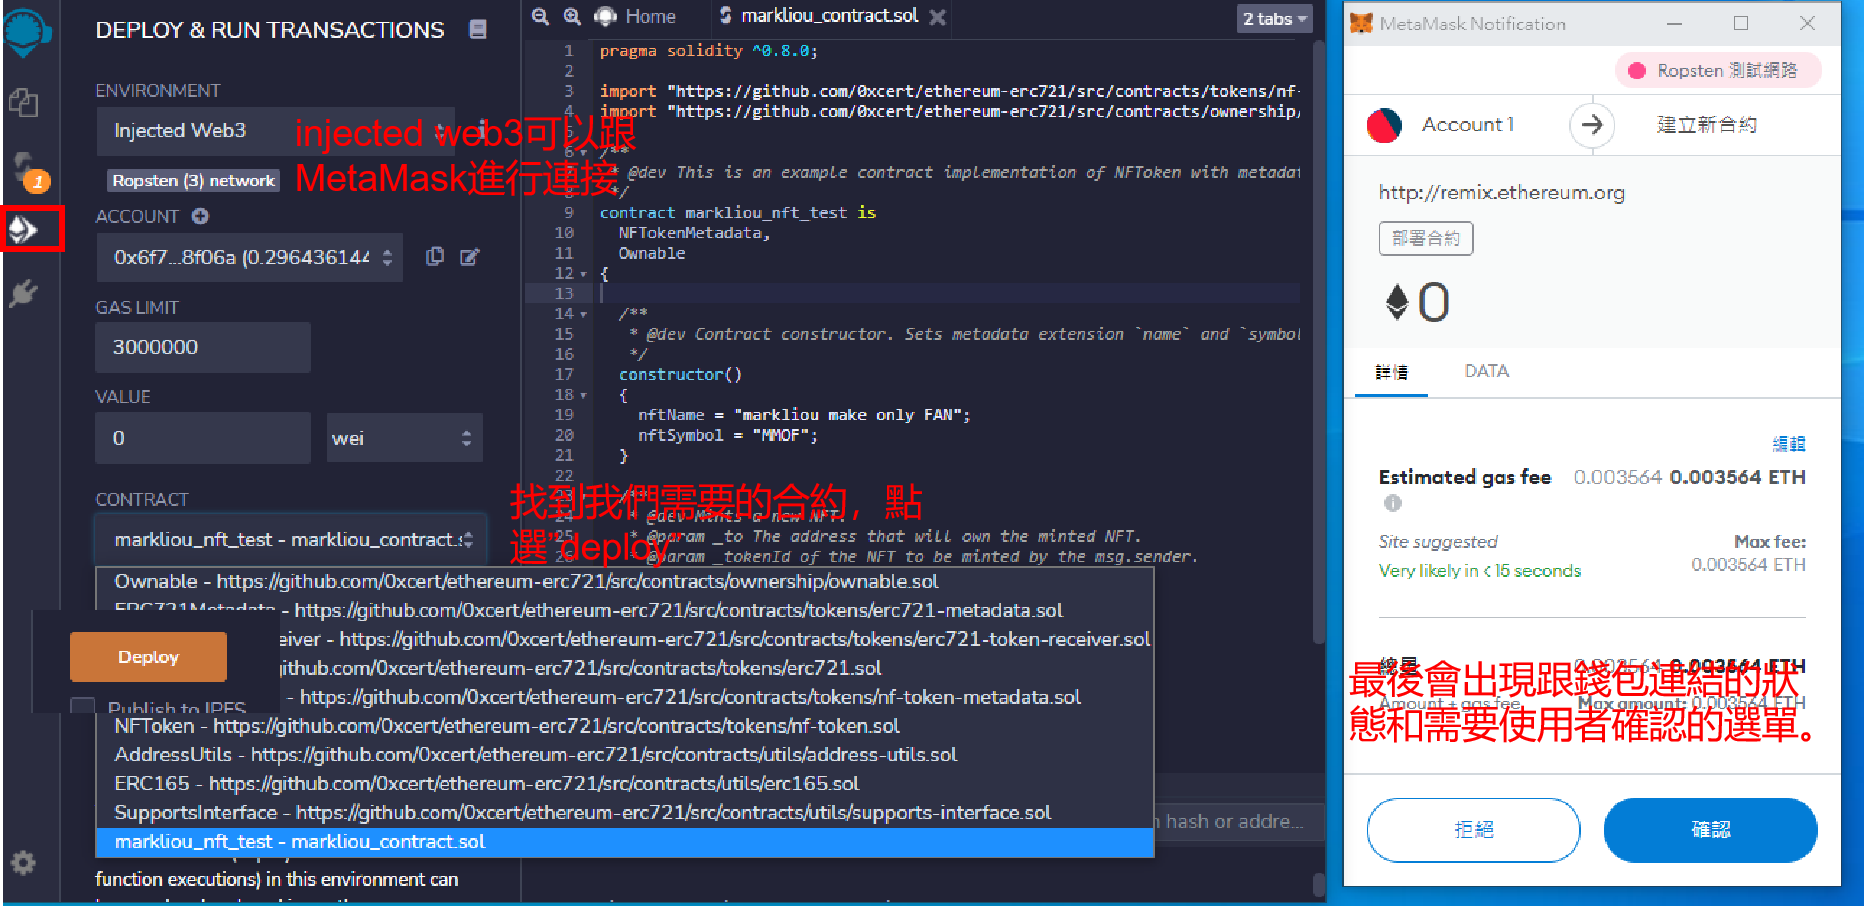 DEPLOY & RUN TRANSACTIONS
ENVIRONMENT
Injected Web3
injected web3可以跟
MetaMask進行連接
Ropsten (3) network
1
ACCOUNT
0x6f7...8f06a (0.296436144
GAS LIMIT
3000000
VALUE
0
wei
CONTRACT
markliou_nft_test - markliou_contract.s
找到我們需要的合約，點
選"deploy"
Ownable - https://github.com/0xcert/ethereum-erc721/src/contracts/ownership/ownable.sol
ERC721Metadata - https://github.com/0xcert/ethereum-erc721/src/contracts/tokens/erc721-metadata.sol
eiver - https://github.com/0xcert/ethereum-erc721/src/contracts/tokens/erc721-token-receiver.sol
github.com/0xcert/ethereum-erc721/src/contracts/tokens/erc721.sol
- https://github.com/0xcert/ethereum-erc721/src/contracts/tokens/nf-token-metadata.sol
NFToken - https://github.com/0xcert/ethereum-erc721/src/contracts/tokens/nf-token.sol
AddressUtils - https://github.com/0xcert/ethereum-erc721/src/contracts/utils/address-utils.sol
ERC165 - https://github.com/0xcert/ethereum-erc721/src/contracts/utils/erc165.sol
SupportsInterface - https://github.com/0xcert/ethereum-erc721/src/contracts/utils/supports-interface.sol
markliou_nft_test - markliou_contract.sol
Deploy
Publish to IPFS
function executions) in this environment can
Home
markliou_contract.sol
2 tabs
1 pragma solidity ^0.8.0;
2
3 import "https://github.com/0xcert/ethereum-erc721/src/contracts/tokens/nf-
4 import "https://github.com/0xcert/ethereum-erc721/src/contracts/ownership/
5
6 /**
* @dev This is an example contract implementation of NFToken with metadat
8 */
9 contract markliou_nft_test is
10 NFTokenMetadata,
11 Ownable
12 {
13
14 /**
15 * @dev Contract constructor. Sets metadata extension `name` and `symbol
16 */
17 constructor()
18 {
19 nftName = "markliou make only FAN";
20 nftSymbol = "MMOF";
21 }
22
23 /**
24 * @dev Mints a new NFT.
25 * @param _to The address that will own the minted NFT.
26 * @param _tokenId of the NFT to be minted by the msg.sender.
hash or addre...
MetaMask Notification
Ropsten 測試網路
Account 1
建立新合約
http://remix.ethereum.org
部署合約
0
詳情
DATA
編輯
Estimated gas fee 0.003564 0.003564 ETH
Site suggested
Max fee:
Very likely in < 15 seconds
0.003564 ETH
總量 0.003564 0.003564 ETH
Amount + gas fee Max amount: 0.003564 ETH
最後會出現跟錢包連結的狀
態和需要使用者確認的選單。
拒絕
確認